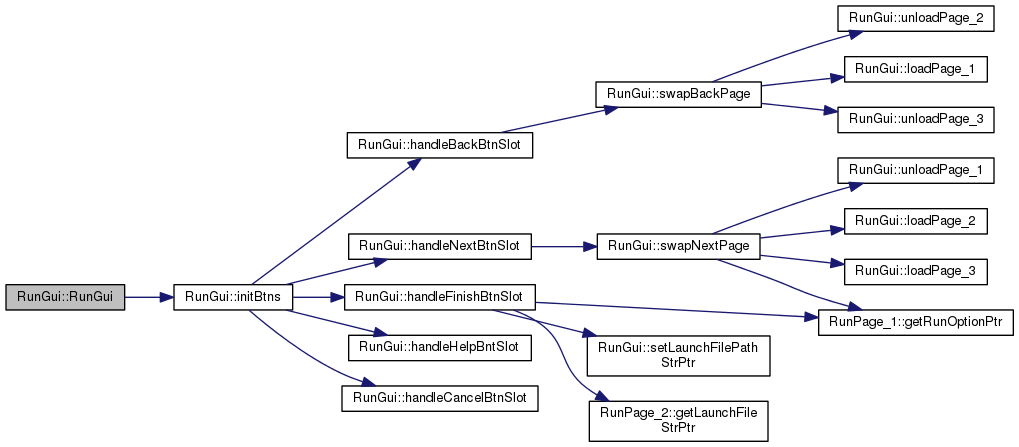 RunGui::RunGui
RunGui::initBtns
RunGui::handleBackBtnSlot
RunGui::handleNextBtnSlot
RunGui::handleFinishBtnSlot
RunGui::handleHelpBntSlot
RunGui::handleCancelBtnSlot
RunGui::swapBackPage
RunGui::swapNextPage
RunGui::setLaunchFilePath
StrPtr
RunPage_2::getLaunchFile
StrPtr
RunGui::unloadPage_2
RunGui::loadPage_1
RunGui::unloadPage_3
RunGui::unloadPage_1
RunGui::loadPage_2
RunGui::loadPage_3
RunPage_1::getRunOptionPtr